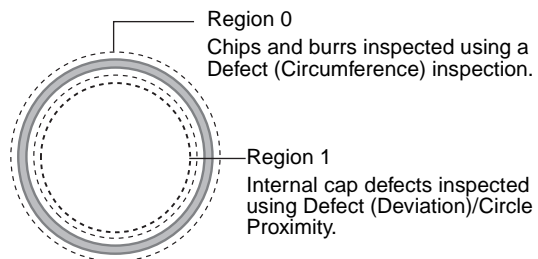 Region 0
Chips and burrs inspected using a
Defect (Circumference) inspection.
Region 1
Internal cap defects inspected
using Defect (Deviation)/Circle
Proximity.